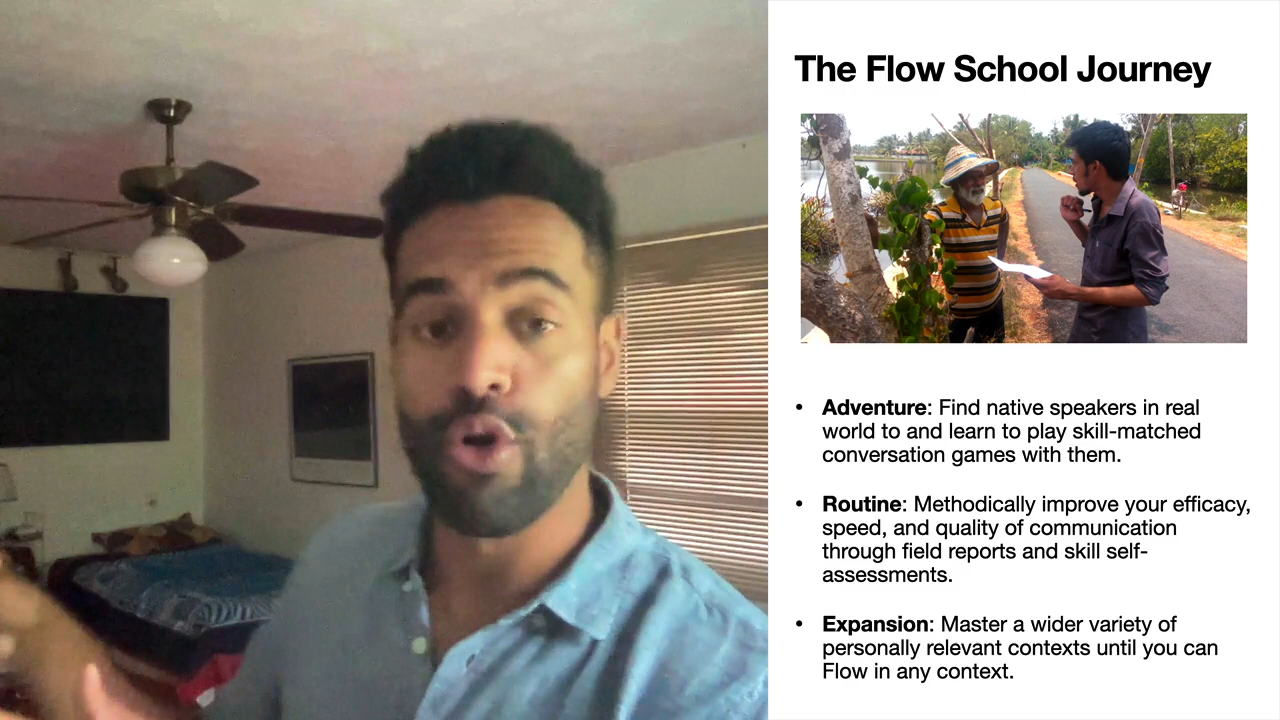 The Flow School Journey
• Adventure: Find native speakers in real
world to and learn to play skill-matched
conversation games with them.
• Routine: Methodically improve your efficacy,
speed, and quality of communication
through field reports and skill self-
assessments.
• Expansion: Master a wider variety of
personally relevant contexts until you can
Flow in any context.